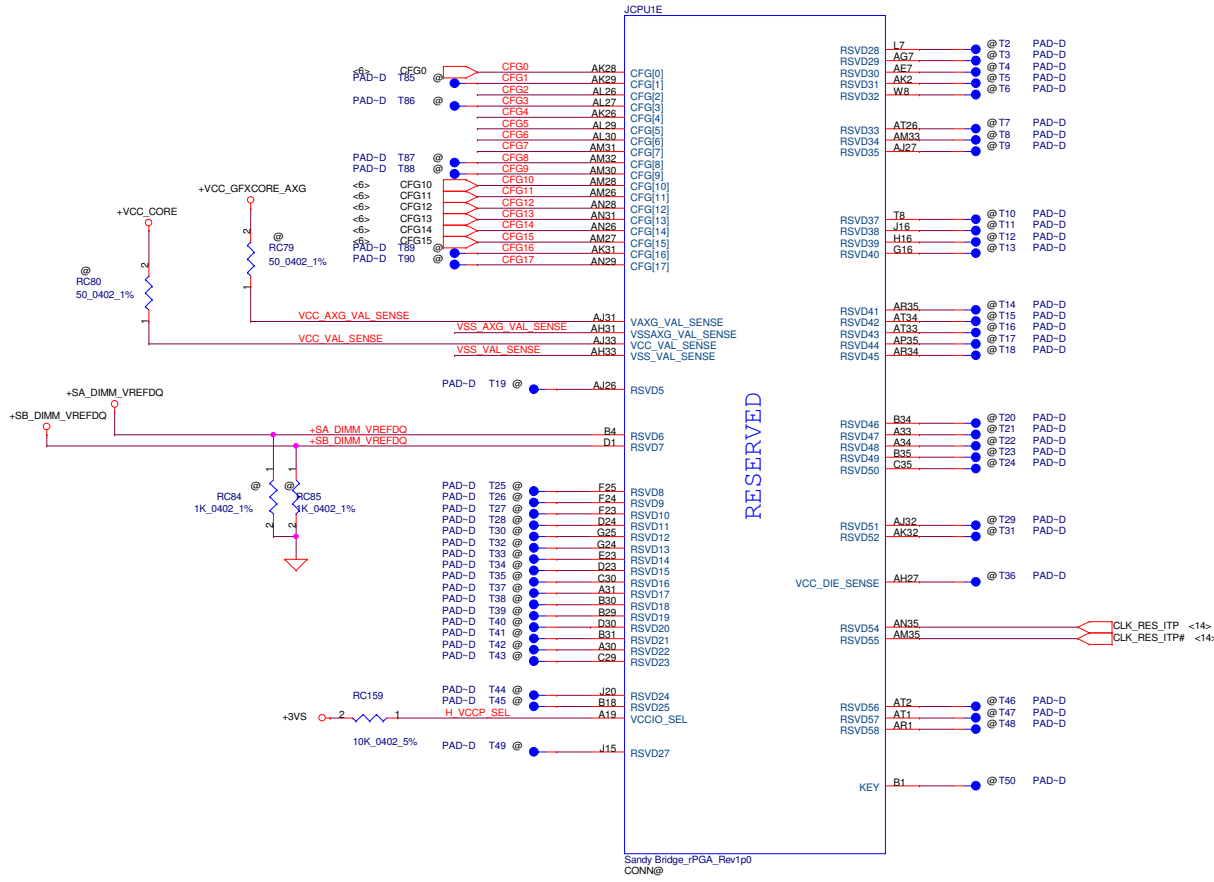 JCPU1E
<6> CFG0 CFG0 AK28 CFG[0]
PAD~D T85 @ CFG1 AK29 CFG[1]
CFG2 AL26 CFG[2]
PAD~D T86 @ CFG3 AL27 CFG[3]
CFG4 AK26 CFG[4]
CFG5 AL29 CFG[5]
CFG6 AL30 CFG[6]
CFG7 AM31 CFG[7]
PAD~D T87 @ CFG8 AM32 CFG[8]
PAD~D T88 @ CFG9 AM30 CFG[9]
<6> CFG10 CFG10 AM28 CFG[10]
<6> CFG11 CFG11 AM26 CFG[11]
<6> CFG12 CFG12 AN28 CFG[12]
<6> CFG13 CFG13 AN31 CFG[13]
<6> CFG14 CFG14 AN26 CFG[14]
<6> CFG15 CFG15 AM27 CFG[15]
PAD~D T89 @ CFG16 AK31 CFG[16]
PAD~D T90 @ CFG17 AN29 CFG[17]
+VCC_GFXCORE_AXG
+VCC_CORE
2 @ RC79 50_0402_1% 1
@ 2 RC80 50_0402_1% 1
VCC_AXG_VAL_SENSE AJ31 VAXG_VAL_SENSE
VSS_AXG_VAL_SENSE AH31 VSSAXG_VAL_SENSE
VCC_VAL_SENSE AJ33 VCC_VAL_SENSE
VSS_VAL_SENSE AH33 VSS_VAL_SENSE
PAD~D T19 @ AJ26 RSVD5
+SA_DIMM_VREFDQ
+SB_DIMM_VREFDQ
+SA_DIMM_VREFDQ B4 RSVD6
+SB_DIMM_VREFDQ D1 RSVD7
1 @ RC84 1K_0402_1% 2
1 @ RC85 1K_0402_1% 2
PAD~D T25 @ F25 RSVD8
PAD~D T26 @ F24 RSVD9
PAD~D T27 @ F23 RSVD10
PAD~D T28 @ D24 RSVD11
PAD~D T30 @ G25 RSVD12
PAD~D T32 @ G24 RSVD13
PAD~D T33 @ E23 RSVD14
PAD~D T34 @ D23 RSVD15
PAD~D T35 @ C30 RSVD16
PAD~D T37 @ A31 RSVD17
PAD~D T38 @ B30 RSVD18
PAD~D T39 @ B29 RSVD19
PAD~D T40 @ D30 RSVD20
PAD~D T41 @ B31 RSVD21
PAD~D T42 @ A30 RSVD22
PAD~D T43 @ C29 RSVD23
PAD~D T44 @ J20 RSVD24
PAD~D T45 @ B18 RSVD25
+3VS 2 RC159 1 H_VCCP_SEL A19 VCCIO_SEL
10K_0402_5%
PAD~D T49 @ J15 RSVD27
RESERVED
RSVD28 L7 @ T2 PAD~D
RSVD29 AG7 @ T3 PAD~D
RSVD30 AE7 @ T4 PAD~D
RSVD31 AK2 @ T5 PAD~D
RSVD32 W8 @ T6 PAD~D
RSVD33 AT26 @ T7 PAD~D
RSVD34 AM33 @ T8 PAD~D
RSVD35 AJ27 @ T9 PAD~D
RSVD37 T8 @ T10 PAD~D
RSVD38 J16 @ T11 PAD~D
RSVD39 H16 @ T12 PAD~D
RSVD40 G16 @ T13 PAD~D
RSVD41 AR35 @ T14 PAD~D
RSVD42 AT34 @ T15 PAD~D
RSVD43 AT33 @ T16 PAD~D
RSVD44 AP35 @ T17 PAD~D
RSVD45 AR34 @ T18 PAD~D
RSVD46 B34 @ T20 PAD~D
RSVD47 A33 @ T21 PAD~D
RSVD48 A34 @ T22 PAD~D
RSVD49 B35 @ T23 PAD~D
RSVD50 C35 @ T24 PAD~D
RSVD51 AJ32 @ T29 PAD~D
RSVD52 AK32 @ T31 PAD~D
VCC_DIE_SENSE AH27 @ T36 PAD~D
RSVD54 AN35 CLK_RES_ITP <14>
RSVD55 AM35 CLK_RES_ITP# <14>
RSVD56 AT2 @ T46 PAD~D
RSVD57 AT1 @ T47 PAD~D
RSVD58 AR1 @ T48 PAD~D
KEY B1 @ T50 PAD~D
Sandy Bridge_rPGA_Rev1p0
CONN@